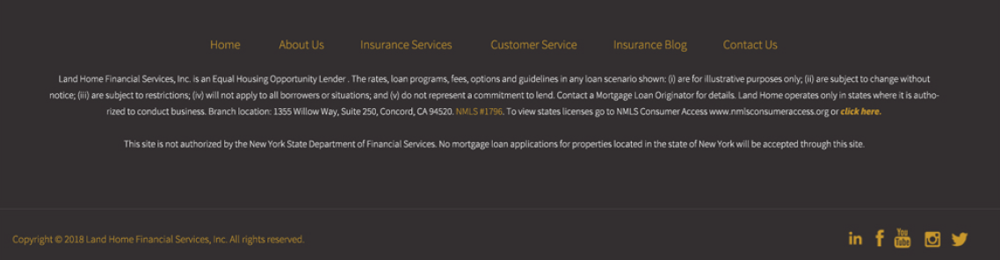 Home About Us Insurance Services Customer Service Insurance Blog Contact Us
Land Home Financial Services, Inc. is an Equal Housing Opportunity Lender . The rates, loan programs, fees, options and guidelines in any loan scenario shown: (i) are for illustrative purposes only; (ii) are subject to change without
notice; (iii) are subject to restrictions; (iv) will not apply to all borrowers or situations; and (v) do not represent a commitment to lend. Contact a Mortgage Loan Originator for details. Land Home operates only in states where it is autho-
rized to conduct business. Branch location: 1355 Willow Way, Suite 250, Concord, CA 94520. NMLS #1796. To view states licenses go to NMLS Consumer Access www.nmlsconsumeraccess.org or click here.
This site is not authorized by the New York State Department of Financial Services. No mortgage loan applications for properties located in the state of New York will be accepted through this site.
Copyright © 2018 Land Home Financial Services, Inc. All rights reserved.
in f You Tube